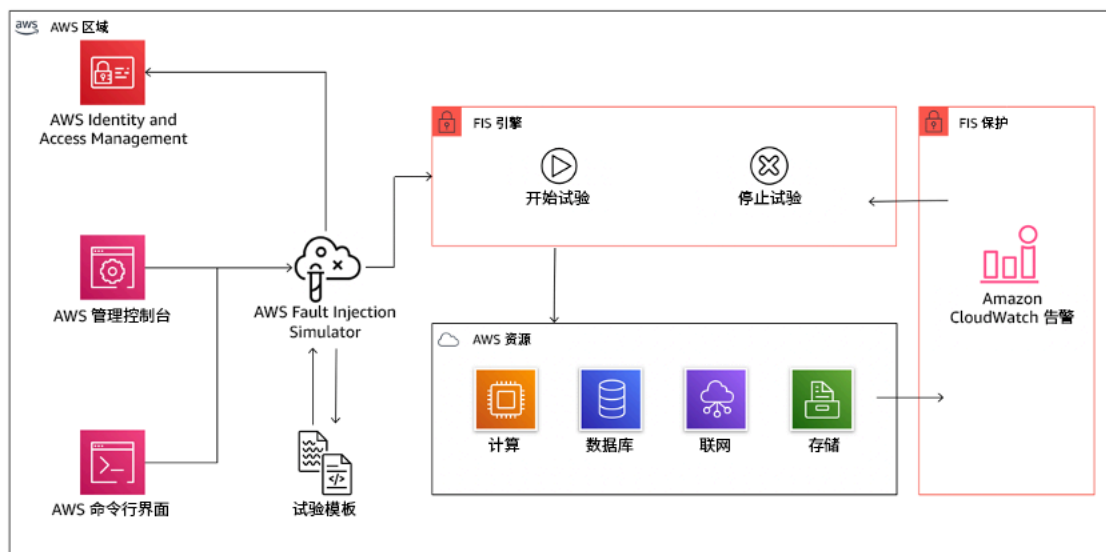 aws
AWS 区域
AWS Identity and
Access Management
FIS 引擎
开始试验
停止试验
FIS 保护
AWS 管理控制台
AWS Fault Injection
Simulator
Amazon
CloudWatch 告警
AWS 资源
计算
数据库
联网
存储
AWS 命令行界面
试验模板